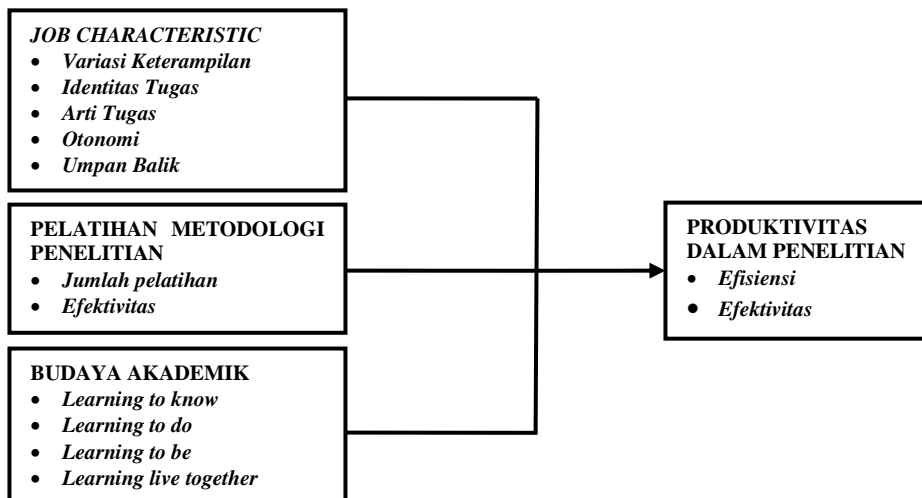 JOB CHARACTERISTIC
• Variasi Keterampilan
• Identitas Tugas
• Arti Tugas
• Otonomi
• Umpan Balik
PELATIHAN METODOLOGI
PENELITIAN
• Jumlah pelatihan
• Efektivitas
BUDAYA AKADEMIK
• Learning to know
• Learning to do
• Learning to be
• Learning live together
PRODUKTIVITAS
DALAM PENELITIAN
• Efisiensi
• Efektivitas